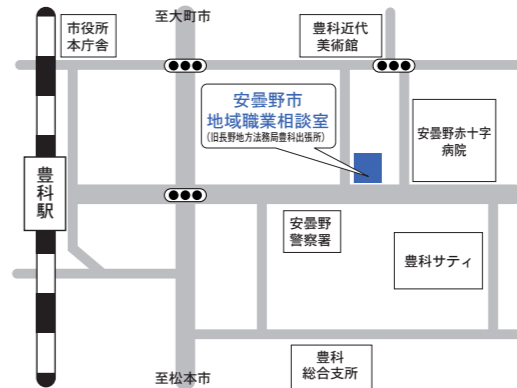 至大町市
市役所
本庁舎
豊科近代
美術館
安曇野市
地域職業相談室
（旧長野地方法務局豊科出張所）
安曇野赤十字
病院
豊科駅
安曇野
警察署
豊科サティ
豊科
総合支所
至松本市